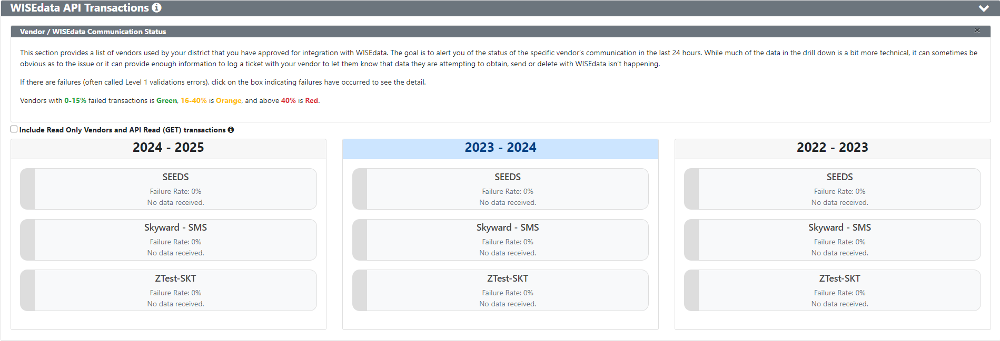 WISEdata API Transactions
Vendor / WISEdata Communication Status
This section provides a list of vendors used by your district that you have approved for integration with WISEdata. The goal is to alert you of the status of the specific vendor's communication in the last 24 hours. While much of the data in the drill down is a bit more technical, it can sometimes be
obvious as to the issue or it can provide enough information to log a ticket with your vendor to let them know that data they are attempting to obtain, send or delete with WISEdata isn't happening.
If there are failures (often called Level 1 validations errors), click on the box indicating failures have occurred to see the detail.
Vendors with 0-15% failed transactions is Green, 16-40% is Orange, and above 40% is Red.
Include Read Only Vendors and API Read (GET) transactions
2024 - 2025
SEEDS
Failure Rate: 0%
No data received.
Skyward - SMS
Failure Rate: 0%
No data received.
ZTest-SKT
Failure Rate: 0%
No data received.
2023 - 2024
SEEDS
Failure Rate: 0%
No data received.
Skyward - SMS
Failure Rate: 0%
No data received.
ZTest-SKT
Failure Rate: 0%
No data received.
2022 - 2023
SEEDS
Failure Rate: 0%
No data received.
Skyward - SMS
Failure Rate: 0%
No data received.
ZTest-SKT
Failure Rate: 0%
No data received.